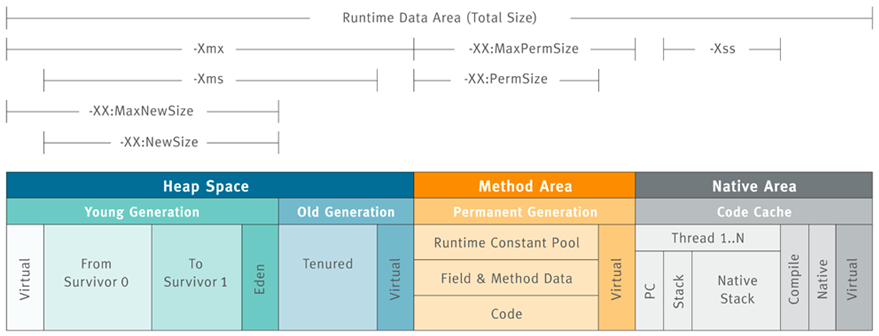 Runtime Data Area (Total Size)
-Xmx
-XX:MaxPermSize
-Xss
-Xms
-XX:PermSize
-XX:MaxNewSize
-XX:NewSize
Heap Space
Method Area
Native Area
Young Generation
Old Generation
Permanent Generation
Code Cache
Virtual
From
Survivor 0
To
Survivor 1
Eden
Tenured
Virtual
Runtime Constant Pool
Field & Method Data
Code
Virtual
Thread 1..N
PC
Stack
Native
Stack
Compile
Native
Virtual